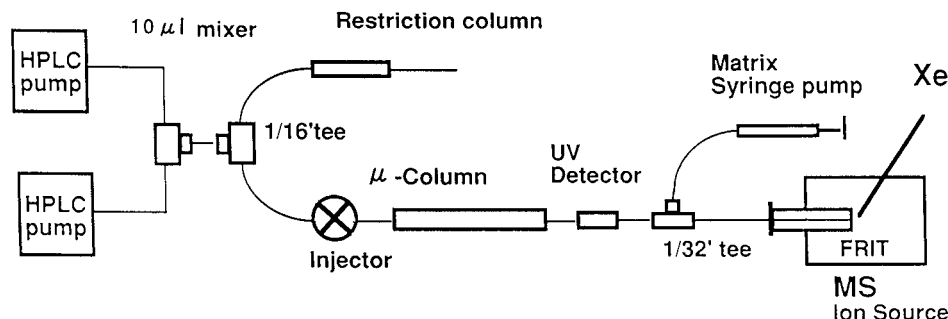 10 μl mixer
Restriction column
HPLC
pump
Matrix
Syringe pump
Xe
1/16'tee
UV
Detector
μ-Column
HPLC
pump
Injector
1/32' tee
FRIT
MS
Ion Source